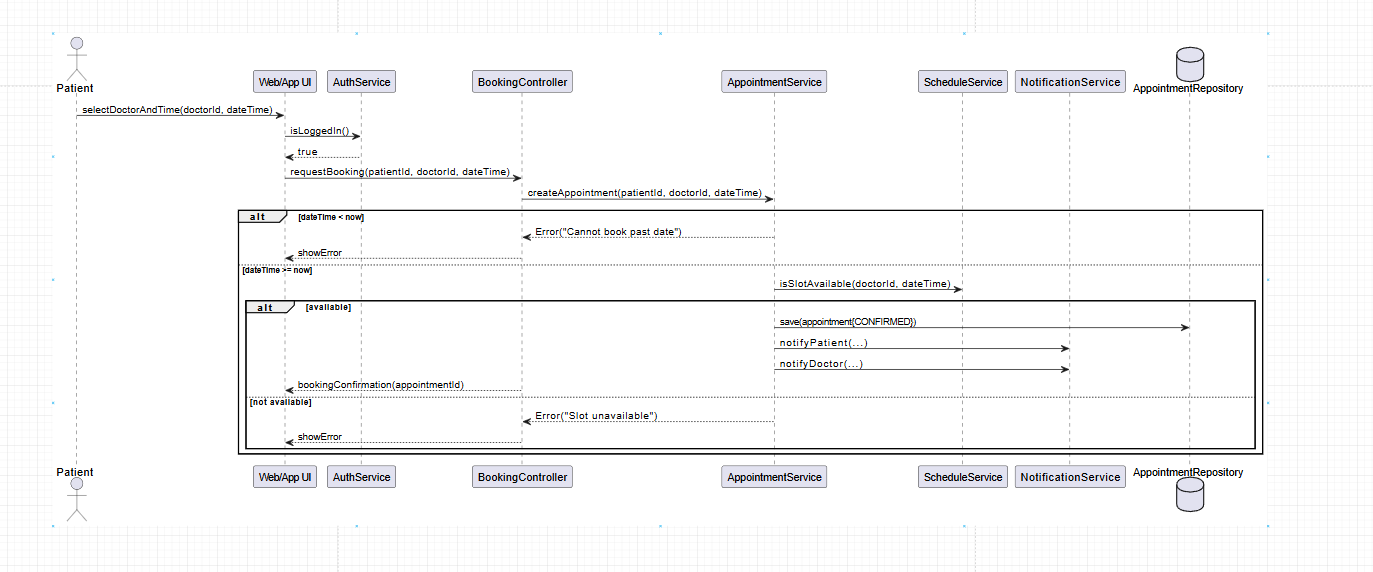 Patient
Web/App UI
AuthService
BookingController
AppointmentService
ScheduleService
NotificationService
AppointmentRepository
selectDoctorAndTime(doctorId, dateTime)
isLoggedIn()
true
requestBooking(patientId, doctorId, dateTime)
createAppointment(patientId, doctorId, dateTime)
alt
[dateTime < now]
Error("Cannot book past date")
showError
[dateTime >= now]
isSlotAvailable(doctorId, dateTime)
alt
[available]
save(appointment{CONFIRMED})
notifyPatient(...)
notifyDoctor(...)
bookingConfirmation(appointmentId)
[not available]
Error("Slot unavailable")
showError
Patient
Web/App UI
AuthService
BookingController
AppointmentService
ScheduleService
NotificationService
AppointmentRepository